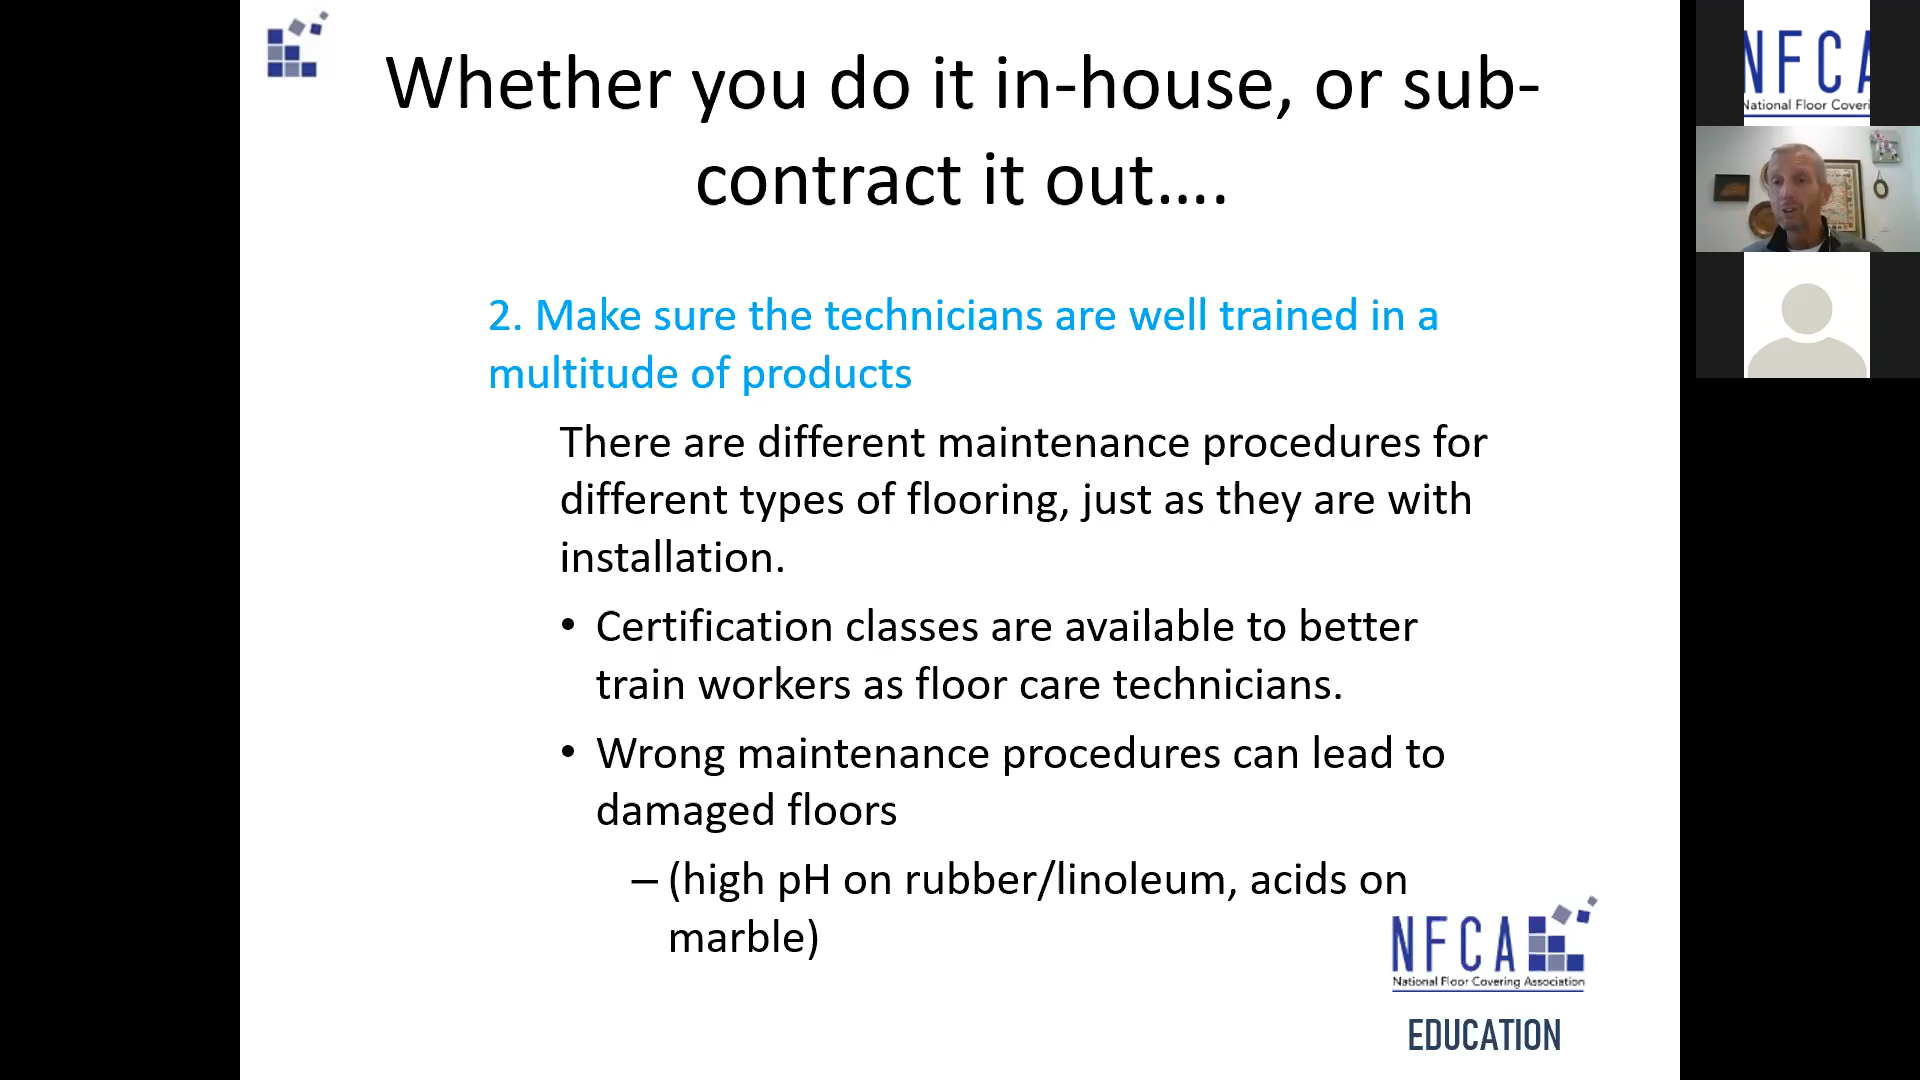 Whether you do it in-house, or sub-
contract it out....
2. Make sure the technicians are well trained in a
multitude of products
There are different maintenance procedures for
different types of flooring, just as they are with
installation.
• Certification classes are available to better
train workers as floor care technicians.
• Wrong maintenance procedures can lead to
damaged floors
– (high pH on rubber/linoleum, acids on
marble)
NFCA
National Floor Covering Association
EDUCATION
NFCA
National Floor Coveri